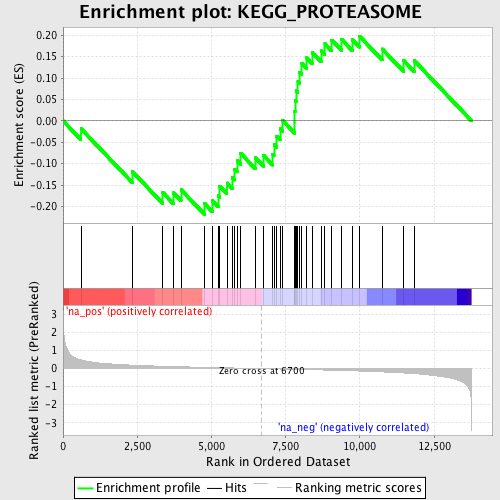 Enrichment plot: KEGG_PROTEASOME
Enrichment score (ES)
0.20
0.15
0.10
0.05
0.00
-0.05
-0.10
-0.15
-0.20
'na_pos' (positively correlated)
Ranked list metric (PreRanked)
3
2
1
0
-1
-2
-3
Zero cross at 6700
'na_neg' (negatively correlated)
0
2,500
5,000
7,500
10,000
12,500
Rank in Ordered Dataset
Enrichment profile
Hits
Ranking metric scores